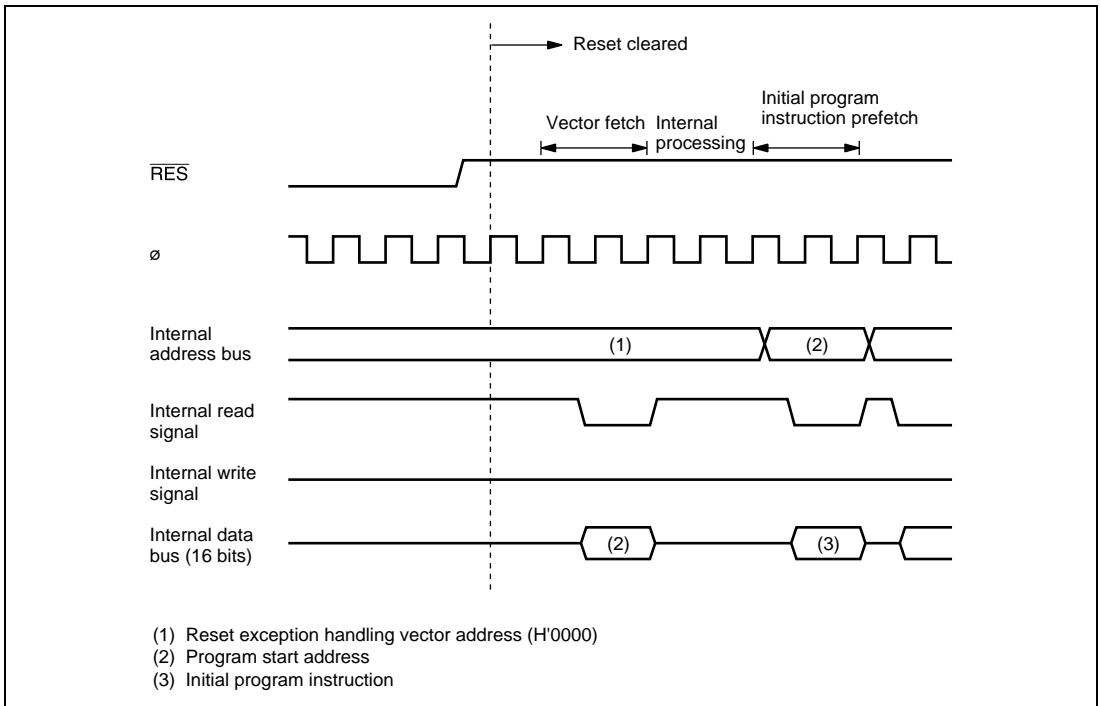 Reset cleared
Initial program
Vector fetch Internal instruction prefetch
processing
RES
ø
Internal
address bus
(1) (2)
Internal read
signal
Internal write
signal
Internal data
bus (16 bits)
(2) (3)
(1) Reset exception handling vector address (H'0000)
(2) Program start address
(3) Initial program instruction